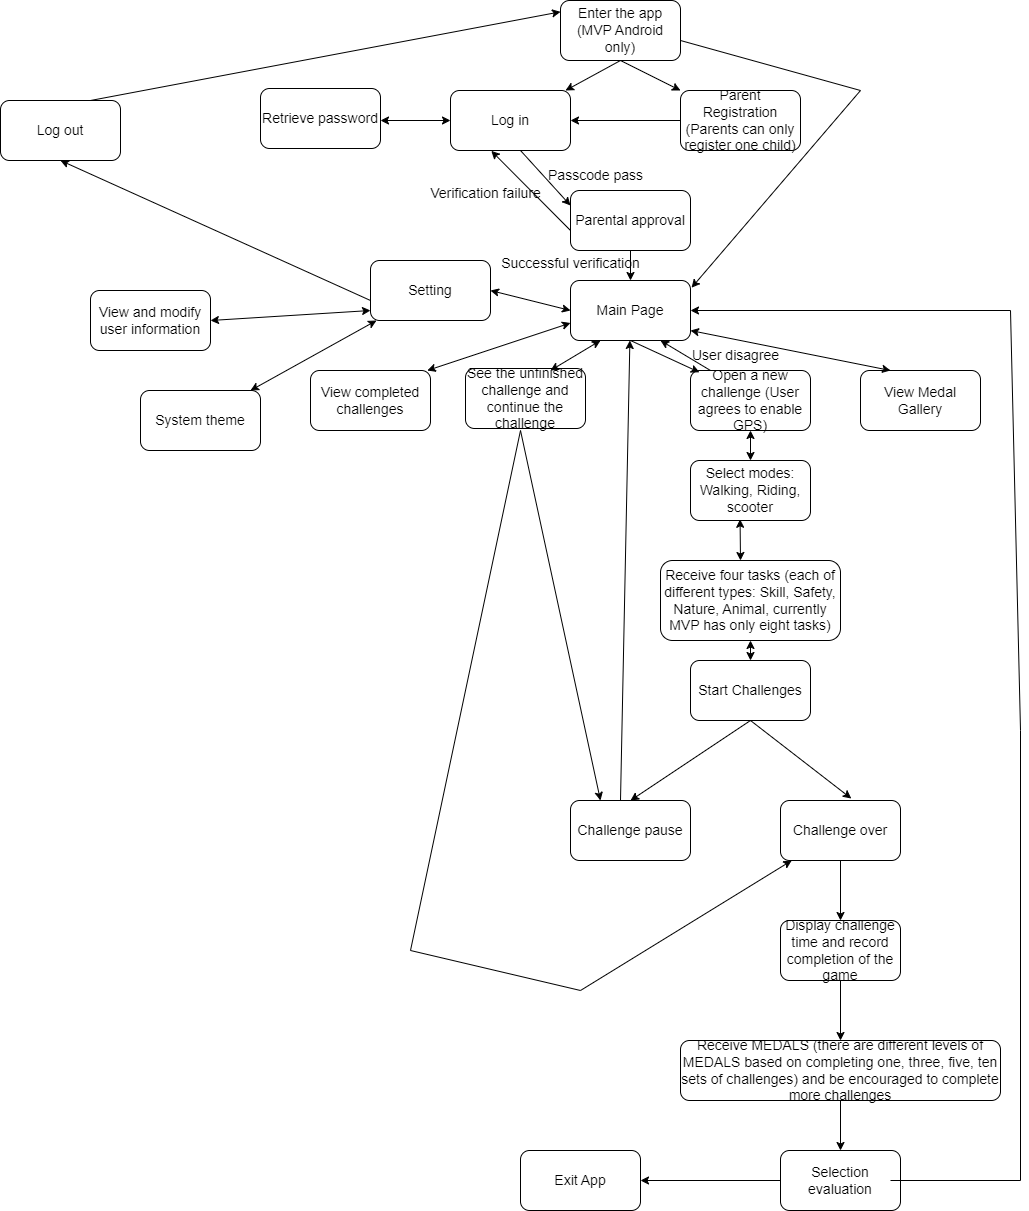 Enter the app
(MVP Android
only)
Log out
Retrieve password
Log in
Parent
Registration
(Parents can only
register one child)
Passcode pass
Verification failure
Parental approval
Successful verification
Setting
Main Page
View and modify
user information
User disagree
System theme
View completed
challenges
See the unfinished
challenge and
continue the
challenge
Open a new
challenge (User
agrees to enable
GPS)
View Medal
Gallery
Select modes:
Walking, Riding,
scooter
Receive four tasks (each of
different types: Skill, Safety,
Nature, Animal, currently
MVP has only eight tasks)
Start Challenges
Challenge pause
Challenge over
Display challenge
time and record
completion of the
game
Receive MEDALS (there are different levels of
MEDALS based on completing one, three, five, ten
sets of challenges) and be encouraged to complete
more challenges
Exit App
Selection
evaluation